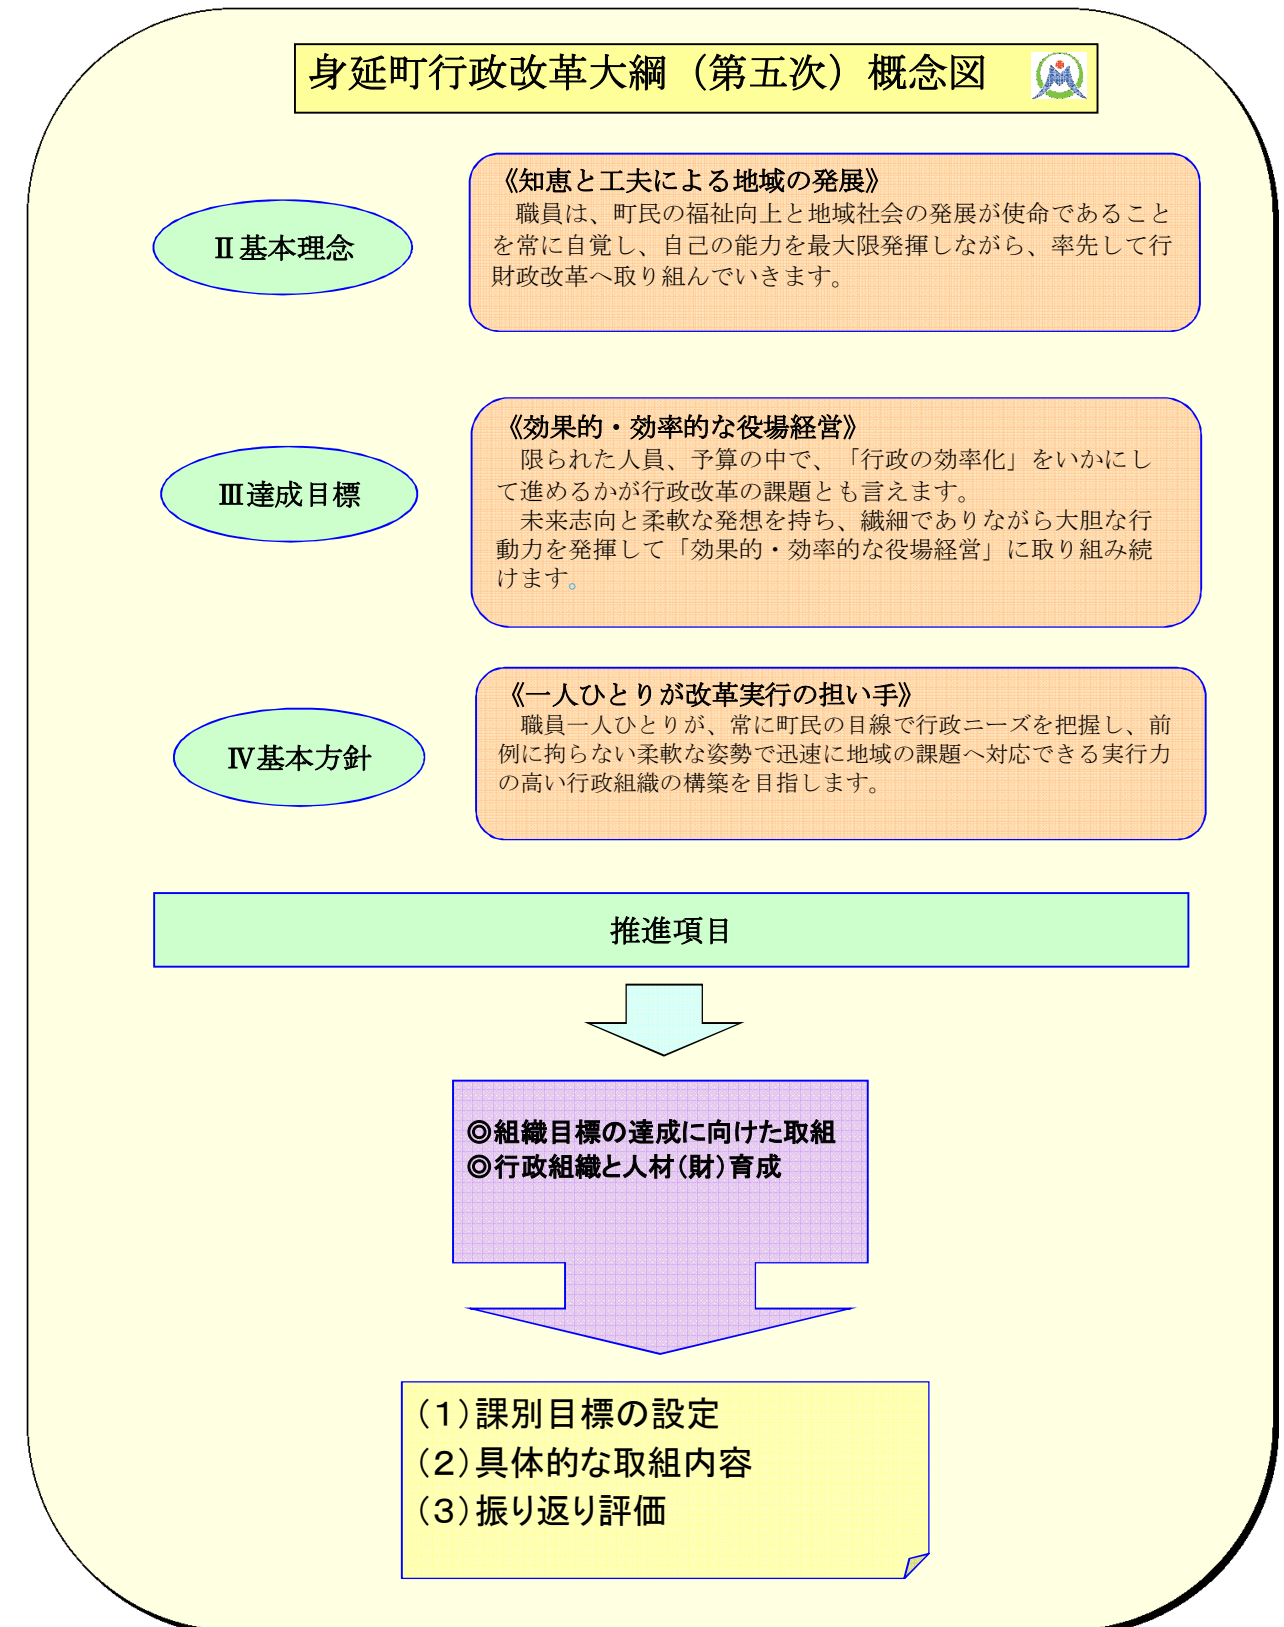 身延町行政改革大綱（第五次）概念図
Ⅱ基本理念
《知恵と工夫による地域の発展》
職員は、町民の福祉向上と地域社会の発展が使命であること
を常に自覚し、自己の能力を最大限発揮しながら、率先して行
財政改革へ取り組んでいきます。
Ⅲ達成目標
《効果的・効率的な役場経営》
限られた人員、予算の中で、「行政の効率化」をいかにし
て進めるかが行政改革の課題とも言えます。
未来志向と柔軟な発想を持ち、繊細でありながら大胆な行
動力を発揮して「効果的・効率的な役場経営」に取り組み続
けます。
Ⅳ基本方針
《一人ひとりが改革実行の担い手》
職員一人ひとりが、常に町民の目線で行政ニーズを把握し、前
例に拘らない柔軟な姿勢で迅速に地域の課題へ対応できる実行力
の高い行政組織の構築を目指します。
推進項目
◎組織目標の達成に向けた取組
◎行政組織と人材（財）育成
（１）課別目標の設定
（２）具体的な取組内容
（３）振り返り評価